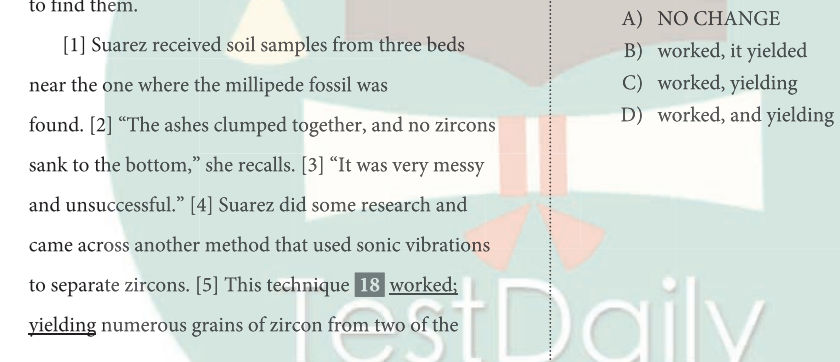 to find them.
[1] Suarez received soil samples from three beds
near the one where the millipede fossil was
found. [2] “The ashes clumped together, and no zircons
sank to the bottom,” she recalls. [3] “It was very messy
and unsuccessful.” [4] Suarez did some research and
came across another method that used sonic vibrations
to separate zircons. [5] This technique 18 worked;
yielding numerous grains of zircon from two of the
A) NO CHANGE
B) worked, it yielded
C) worked, yielding
D) worked, and yielding
TestDaily